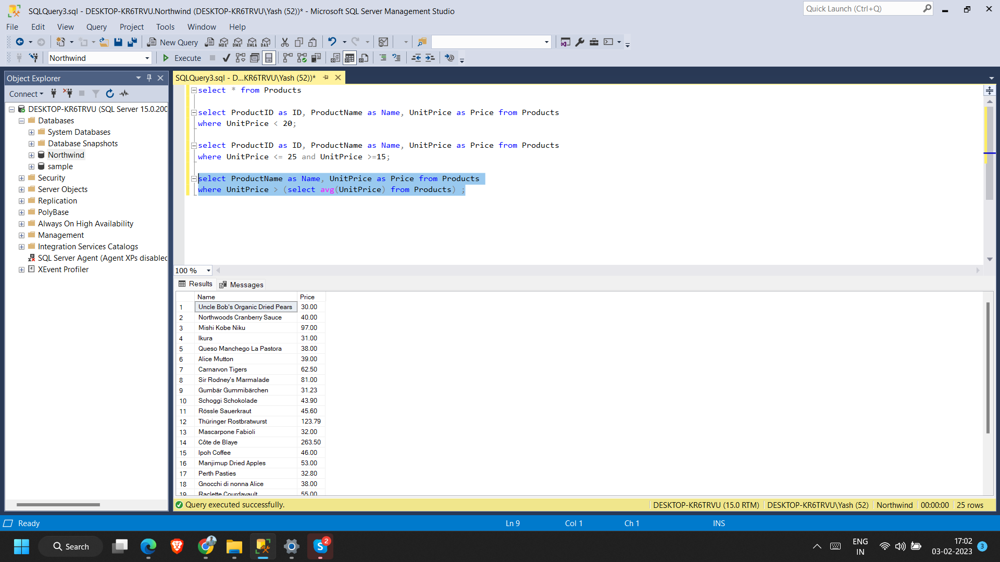 SQLQuery3.sql - DESKTOP-KR6TRVU.Northwind (DESKTOP-KR6TRVU\Yash (52))* - Microsoft SQL Server Management Studio
Quick Launch (Ctrl+Q)
File Edit View Query Project Tools Window Help
New Query MDX DMX XMLA DAX
Northwind Execute
Object Explorer
Connect
DESKTOP-KR6TRVU (SQL Server 15.0.200
Databases
System Databases
Database Snapshots
Northwind
sample
Security
Server Objects
Replication
PolyBase
Always On High Availability
Management
Integration Services Catalogs
SQL Server Agent (Agent XPs disabled
XEvent Profiler
SQLQuery3.sql - D...KR6TRVU\Yash (52))*
select * from Products
select ProductID as ID, ProductName as Name, UnitPrice as Price from Products
where UnitPrice < 20;
select ProductID as ID, ProductName as Name, UnitPrice as Price from Products
where UnitPrice <= 25 and UnitPrice >=15;
select ProductName as Name, UnitPrice as Price from Products
where UnitPrice > (select avg(UnitPrice) from Products) ;
100 %
Results Messages
Name Price
1 Uncle Bob's Organic Dried Pears 30.00
2 Northwoods Cranberry Sauce 40.00
3 Mishi Kobe Niku 97.00
4 Ikura 31.00
5 Queso Manchego La Pastora 38.00
6 Alice Mutton 39.00
7 Carnarvon Tigers 62.50
8 Sir Rodney's Marmalade 81.00
9 Gumbär Gummibärchen 31.23
10 Schoggi Schokolade 43.90
11 Rössle Sauerkraut 45.60
12 Thüringer Rostbratwurst 123.79
13 Mascarpone Fabioli 32.00
14 Côte de Blaye 263.50
15 Ipoh Coffee 46.00
16 Manjimup Dried Apples 53.00
17 Perth Pasties 32.80
18 Gnocchi di nonna Alice 38.00
19 Raclette Courdavault 55.00
Query executed successfully.
DESKTOP-KR6TRVU (15.0 RTM) DESKTOP-KR6TRVU\Yash (52) Northwind 00:00:00 25 rows
Ready Ln 9 Col 1 Ch 1 INS
Search
2
ENG
IN
17:02
03-02-2023
3